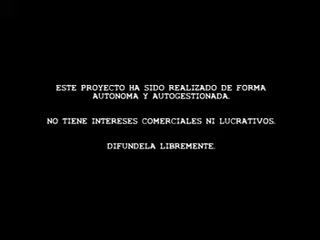 ESTE PROYECTO HA SIDO REALIZADO DE FORMA
AUTONOMA Y AUTOGESTIONADA.
NO TIENE INTERESES COMERCIALES NI LUCRATIVOS.
DIFUNDELA LIBREMENTE.